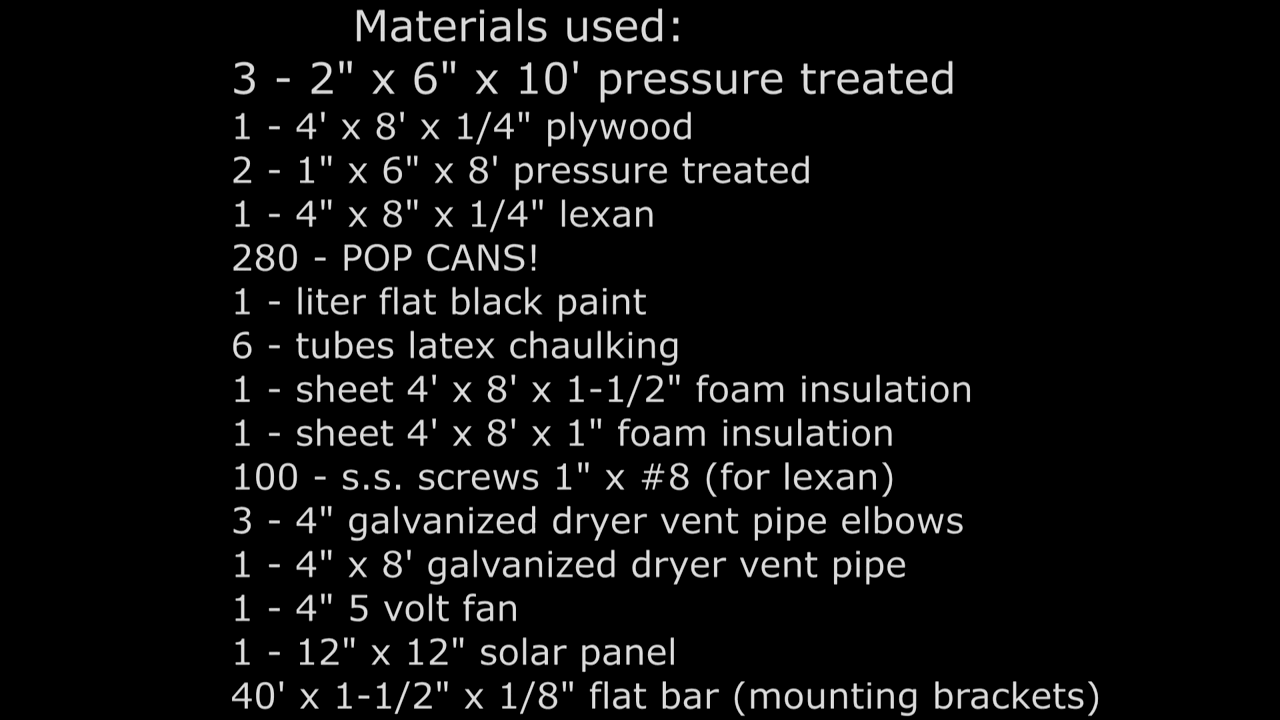 Materials used:
3 - 2" x 6" x 10' pressure treated
1 - 4' x 8' x 1/4" plywood
2 - 1" x 6" x 8' pressure treated
1 - 4" x 8" x 1/4" lexan
280 - POP CANS!
1 - liter flat black paint
6 - tubes latex chaulking
1 - sheet 4' x 8' x 1-1/2" foam insulation
1 - sheet 4' x 8' x 1" foam insulation
100 - s.s. screws 1" x #8 (for lexan)
3 - 4" galvanized dryer vent pipe elbows
1 - 4" x 8' galvanized dryer vent pipe
1 - 4" 5 volt fan
1 - 12" x 12" solar panel
40' x 1-1/2" x 1/8" flat bar (mounting brackets)